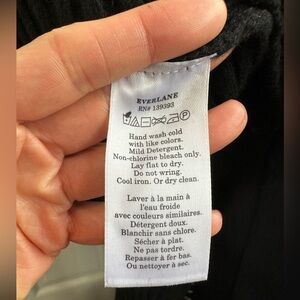 EVERLANE
RN# 139393
Hand wash cold
with like colors.
Mild Detergent.
Non-chlorine bleach only.
Lay flat to dry.
Do not wring.
Cool iron. Or dry clean.
Laver à la main à
l'eau froide
avec couleurs similaires.
Détergent doux.
Blanchir sans chlore.
Sécher à plat.
Ne pas tordre.
Repasser à fer bas.
Ou nettoyer à sec.